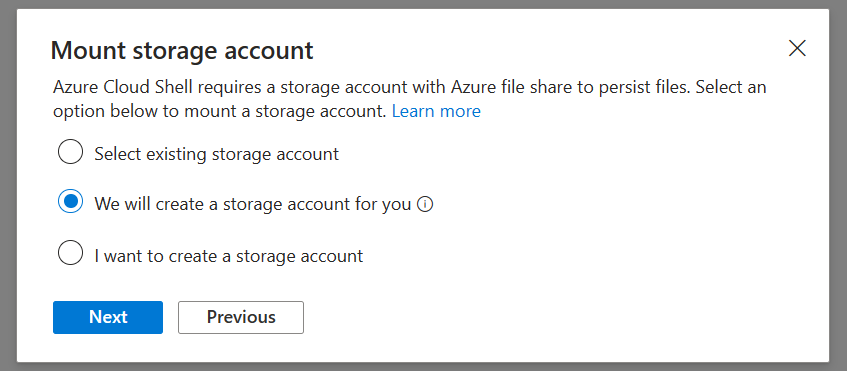 Mount storage account
Azure Cloud Shell requires a storage account with Azure file share to persist files. Select an
option below to mount a storage account. Learn more
Select existing storage account
We will create a storage account for you
I want to create a storage account
Next
Previous